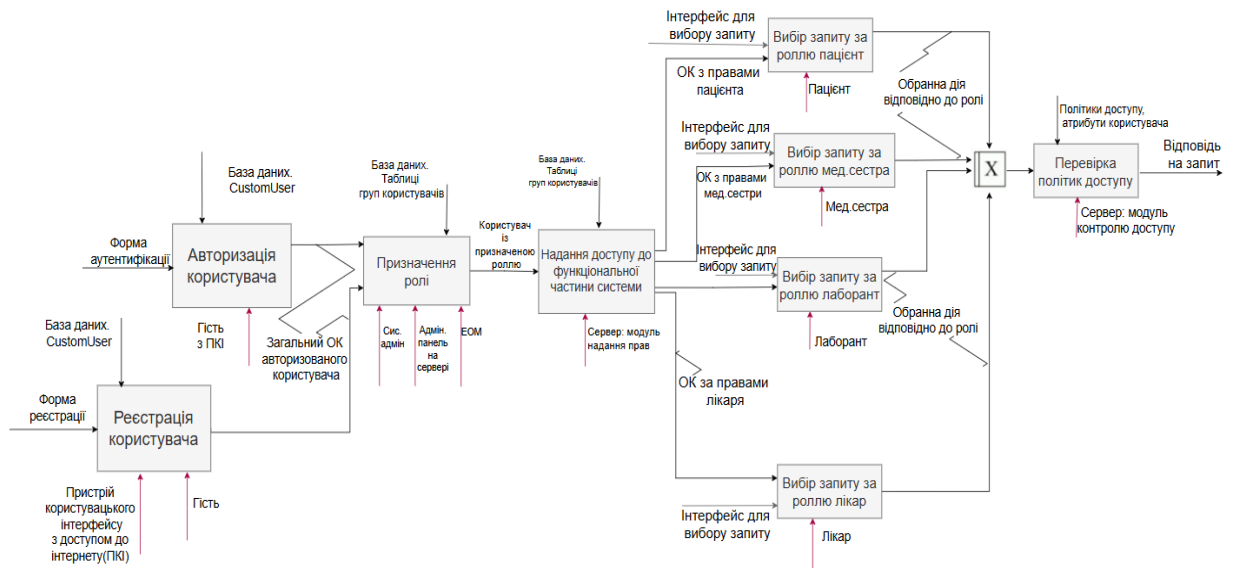 Інтерфейс для
вибору запиту
Вибір запиту за
роллю пацієнт
ОК з правами
пацієнта
Пацієнт
Обранна дія
відповідно до ролі
Політики доступу,
атрибути користувача
Інтерфейс для
вибору запиту
Вибір запиту за
роллю мед.сестра
ОК з правами
мед.сестри
Мед.сестра
X
Перевірка
політик доступу
Відповідь
на запит
Сервер: модуль
контролю доступу
База даних.
CustomUser
База даних.
Таблиці
груп користувачів
База даних.
Таблиці
груп користувачів
Форма
аутентифікації
Авторизація
користувача
Призначення
ролі
Користувач
із
призначеною
роллю
Надання доступу до
функціональної
частини системи
Інтерфейс для
вибору запиту
Вибір запиту за
роллю лаборант
Обранна дія
відповідно до ролі
Лаборант
База даних.
CustomUser
Гість
з ПКІ
Загальний ОК
авторизованого
користувача
Сис.
адмін
Адмін.
панель
на
сервері
ЕОМ
Сервер: модуль
надання прав
ОК за правами
лікаря
Форма
реєстрації
Реєстрація
користувача
Вибір запиту за
роллю лікар
Інтерфейс для
вибору запиту
Лікар
Пристрій
користувацького
інтерфейсу
з доступом до
інтернету(ПКІ)
Гість